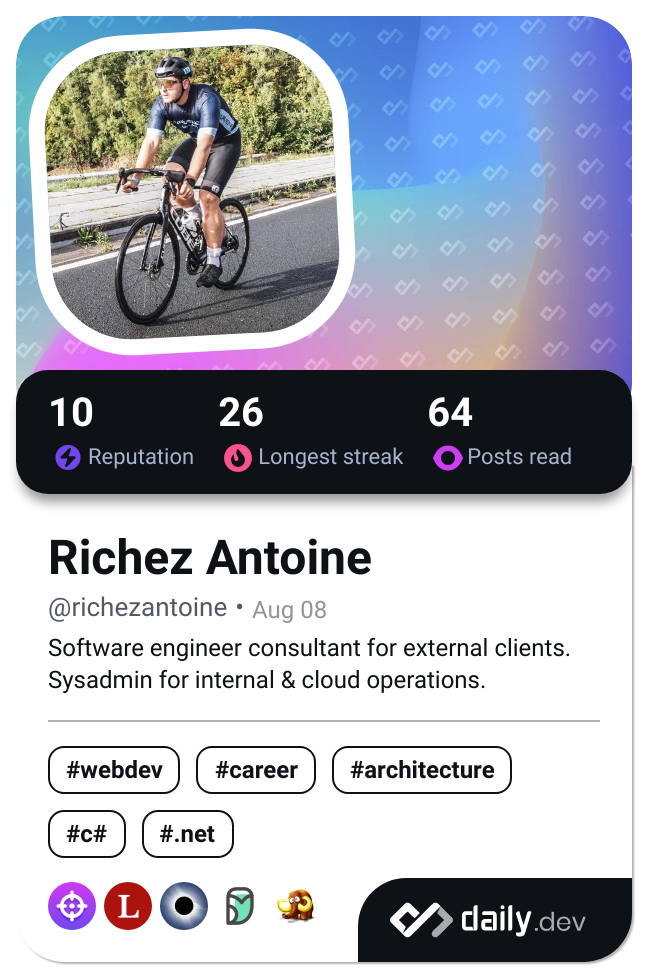 10 26 64
Reputation Longest streak Posts read
Richez Antoine
@richezantoine • Aug 08
Software engineer consultant for external clients.
Sysadmin for internal & cloud operations.
#webdev #career #architecture
#c# #.net
L
daily.dev